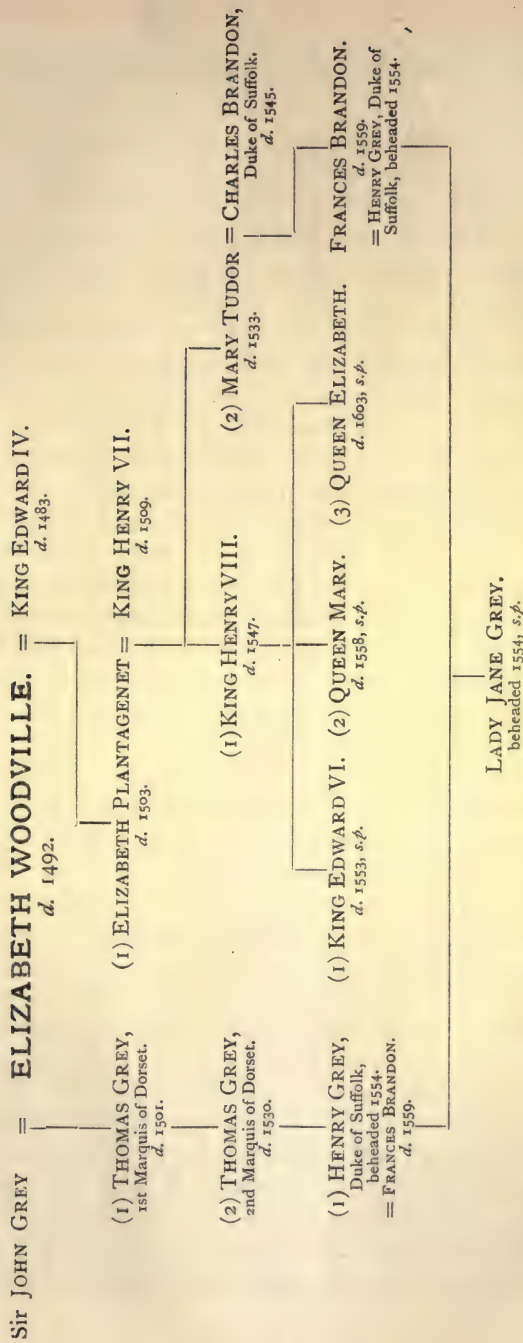 Sir JOHN GREY = ELIZABETH WOODVILLE. = KING EDWARD IV.
d. 1492.
d. 1483.
(1) THOMAS GREY,
1st Marquis of Dorset.
d. 1501.
(1) ELIZABETH PLANTAGENET = KING HENRY VII.
d. 1503.
d. 1509.
(2) THOMAS GREY,
2nd Marquis of Dorset.
d. 1530.
(1) KING HENRY VIII.
d. 1547.
(2) MARY TUDOR = CHARLES BRANDON,
d. 1533.
Duke of Suffolk.
d. 1545.
(1) HENRY GREY,
Duke of Suffolk,
beheaded 1554.
= FRANCES BRANDON.
d. 1559.
(1) KING EDWARD VI.
d. 1553, s.p.
(2) QUEEN MARY.
d. 1558, s.p.
(3) QUEEN ELIZABETH.
d. 1603, s.p.
FRANCES BRANDON.
d. 1559.
= HENRY GREY, Duke of
Suffolk, beheaded 1554.
LADY JANE GREY.
beheaded 1554, s.p.